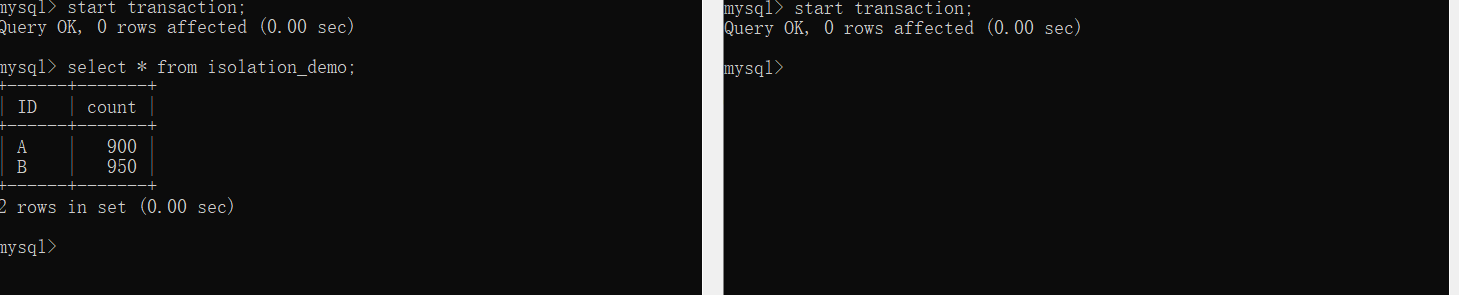 mysql> start transaction;
Query OK, 0 rows affected (0.00 sec)
mysql> select * from isolation_demo;
+------+-------+
| ID   | count |
+------+-------+
| A    |   900 |
| B    |   950 |
+------+-------+
2 rows in set (0.00 sec)
mysql>
mysql> start transaction;
Query OK, 0 rows affected (0.00 sec)
mysql>